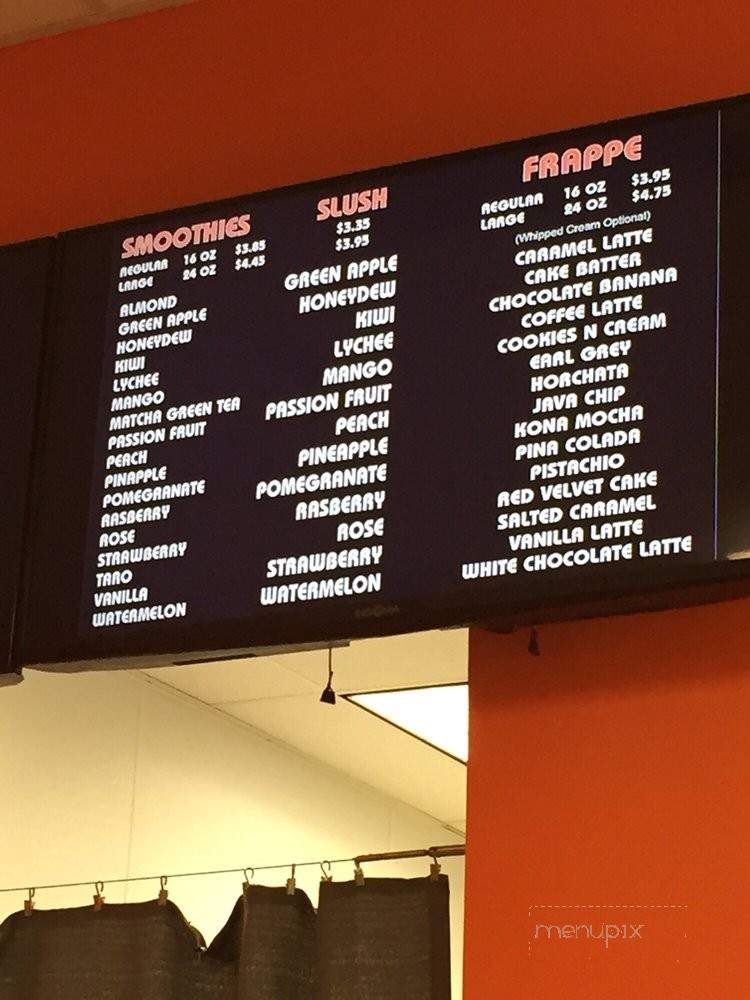 SMOOTHIES
REGULAR 16 OZ $3.85
LARGE 24 OZ $4.45
ALMOND
GREEN APPLE
HONEYDEW
KIWI
LYCHEE
MANGO
MATCHA GREEN TEA
PASSION FRUIT
PEACH
PINAPPLE
POMEGRANATE
RASBERRY
ROSE
STRAWBERRY
TARO
VANILLA
WATERMELON
SLUSH
$3.35
$3.95
GREEN APPLE
HONEYDEW
KIWI
LYCHEE
MANGO
PASSION FRUIT
PEACH
PINEAPPLE
POMEGRANATE
RASBERRY
ROSE
STRAWBERRY
WATERMELON
FRAPPE
REGULAR 16 OZ $3.95
LARGE 24 OZ $4.75
(Whipped Cream Optional)
CARAMEL LATTE
CAKE BATTER
CHOCOLATE BANANA
COFFEE LATTE
COOKIES N CREAM
EARL GREY
HORCHATA
JAVA CHIP
KONA MOCHA
PINA COLADA
PISTACHIO
RED VELVET CAKE
SALTED CARAMEL
VANILLA LATTE
WHITE CHOCOLATE LATTE
menupix